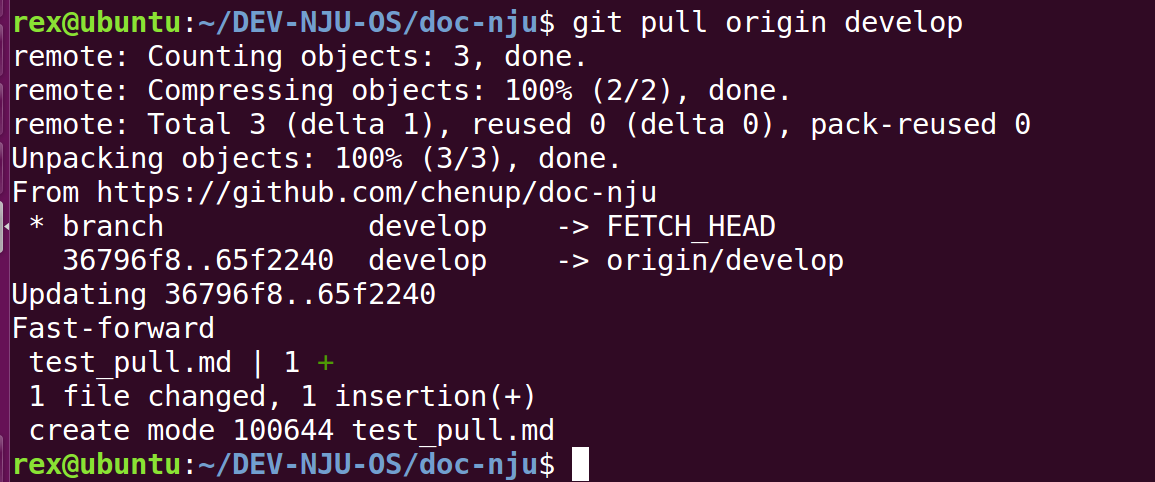 rex@ubuntu:~/DEV-NJU-OS/doc-nju$ git pull origin develop
remote: Counting objects: 3, done.
remote: Compressing objects: 100% (2/2), done.
remote: Total 3 (delta 1), reused 0 (delta 0), pack-reused 0
Unpacking objects: 100% (3/3), done.
From https://github.com/chenup/doc-nju
 * branch            develop    -> FETCH_HEAD
   36796f8..65f2240  develop    -> origin/develop
Updating 36796f8..65f2240
Fast-forward
 test_pull.md | 1 +
 1 file changed, 1 insertion(+)
 create mode 100644 test_pull.md
rex@ubuntu:~/DEV-NJU-OS/doc-nju$